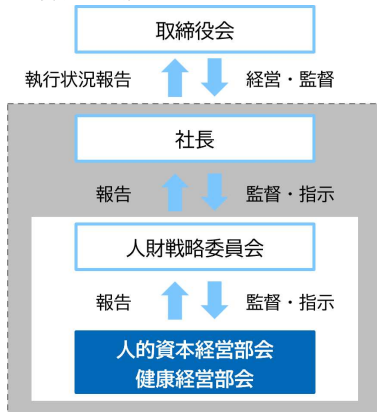 取締役会
執行状況報告 経営・監督
社長
報告 監督・指示
人財戦略委員会
報告 監督・指示
人的資本経営部会
健康経営部会